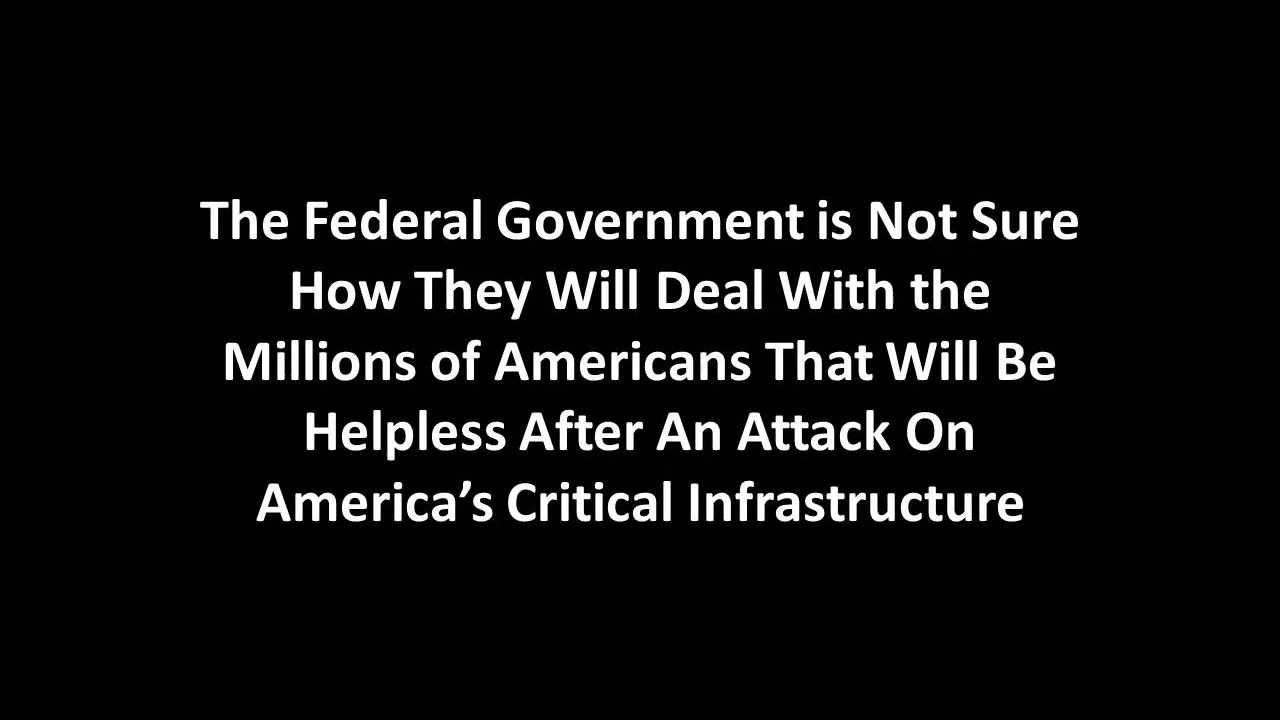 The Federal Government is Not Sure
How They Will Deal With the
Millions of Americans That Will Be
Helpless After An Attack On
America’s Critical Infrastructure